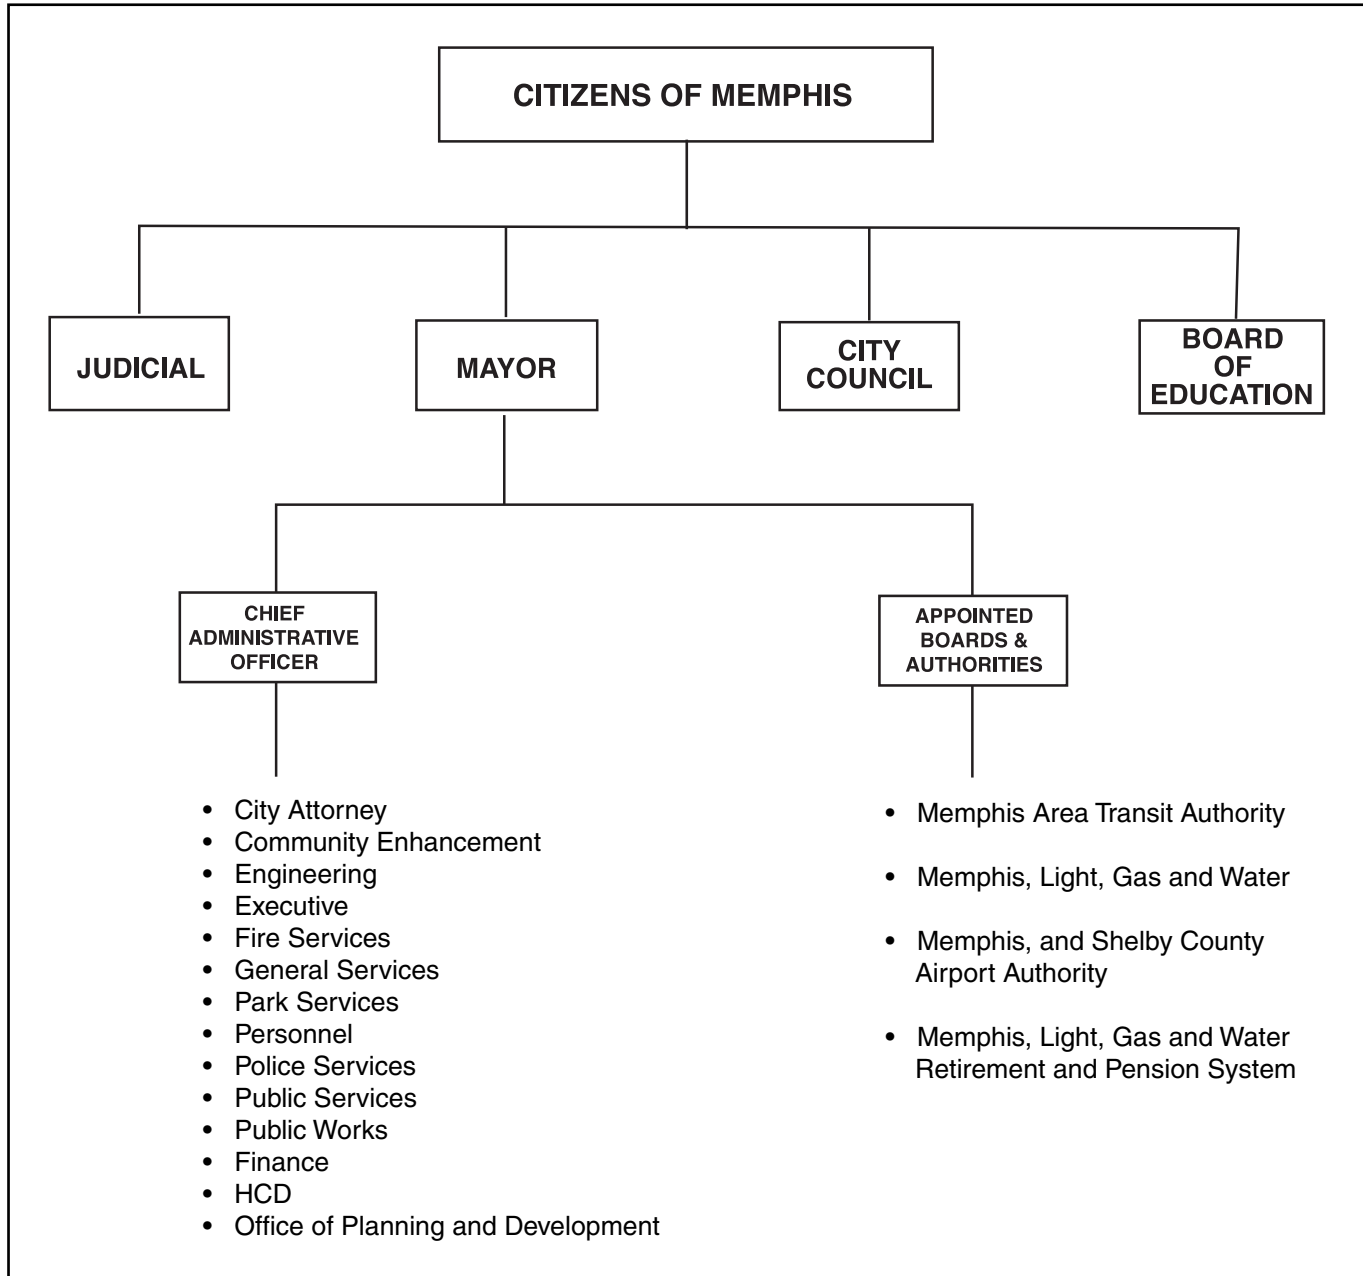 CITIZENS OF MEMPHIS
JUDICIAL
MAYOR
CITY
COUNCIL
BOARD
OF
EDUCATION
CHIEF
ADMINISTRATIVE
OFFICER
APPOINTED
BOARDS &
AUTHORITIES
• City Attorney
• Community Enhancement
• Engineering
• Executive
• Fire Services
• General Services
• Park Services
• Personnel
• Police Services
• Public Services
• Public Works
• Finance
• HCD
• Office of Planning and Development
• Memphis Area Transit Authority
• Memphis, Light, Gas and Water
• Memphis, and Shelby County
Airport Authority
• Memphis, Light, Gas and Water
Retirement and Pension System